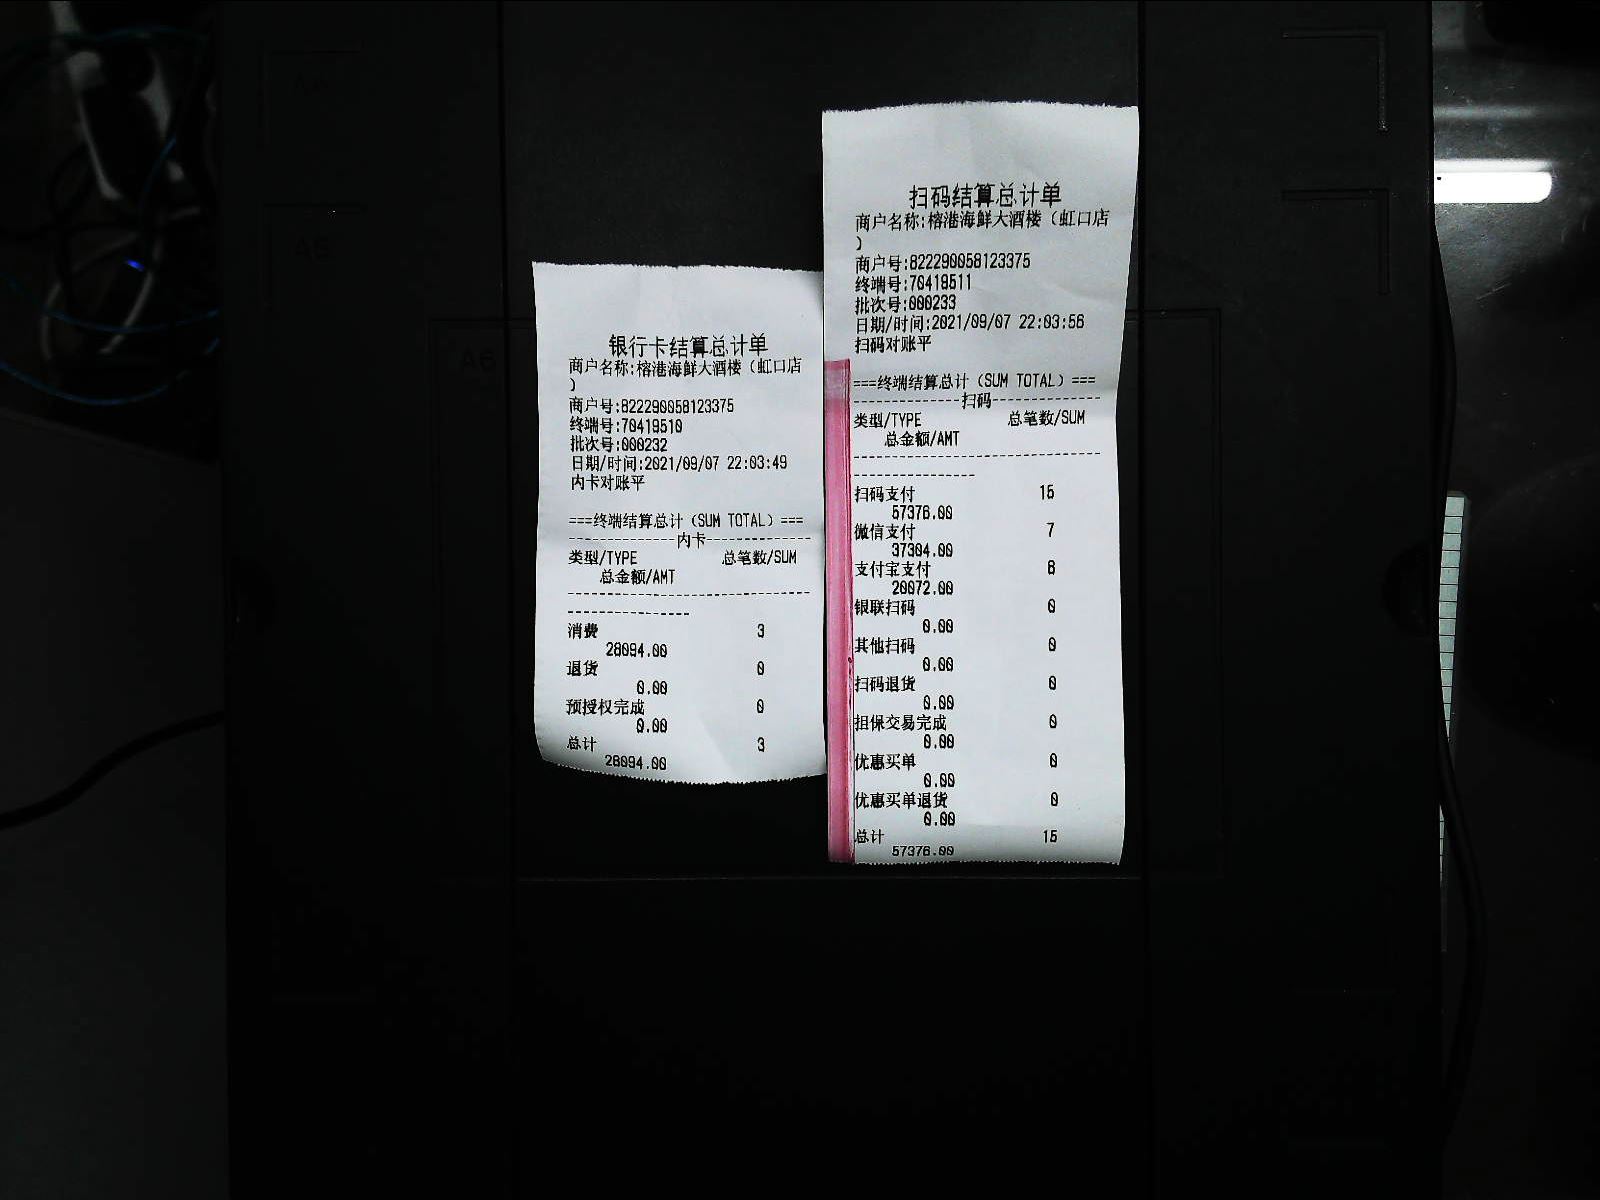 银行卡结算总计单
商户名称:榕港海鲜大酒楼（虹口店
）
商户号:822290058123375
终端号:70419510
批次号:000232
日期/时间:2021/09/07 22:03:49
内卡对账平
===终端结算总计（SUM TOTAL）===
--------------内卡--------------
类型/TYPE 总笔数/SUM
总金额/AMT
--------------------------------
----------------
消费 3
28094.00
退货 0
0.00
预授权完成 0
0.00
总计 3
28094.00
扫码结算总计单
商户名称:榕港海鲜大酒楼（虹口店
）
商户号:822290058123375
终端号:70419511
批次号:000233
日期/时间:2021/09/07 22:03:56
扫码对账平
===终端结算总计（SUM TOTAL）===
--------------扫码--------------
类型/TYPE 总笔数/SUM
总金额/AMT
--------------------------------
----------------
扫码支付 15
57376.00
微信支付 7
37304.00
支付宝支付 8
20072.00
银联扫码 0
0.00
其他扫码 0
0.00
扫码退货 0
0.00
担保交易完成 0
0.00
优惠买单 0
0.00
优惠买单退货 0
0.00
总计 15
57376.00
A5
A6